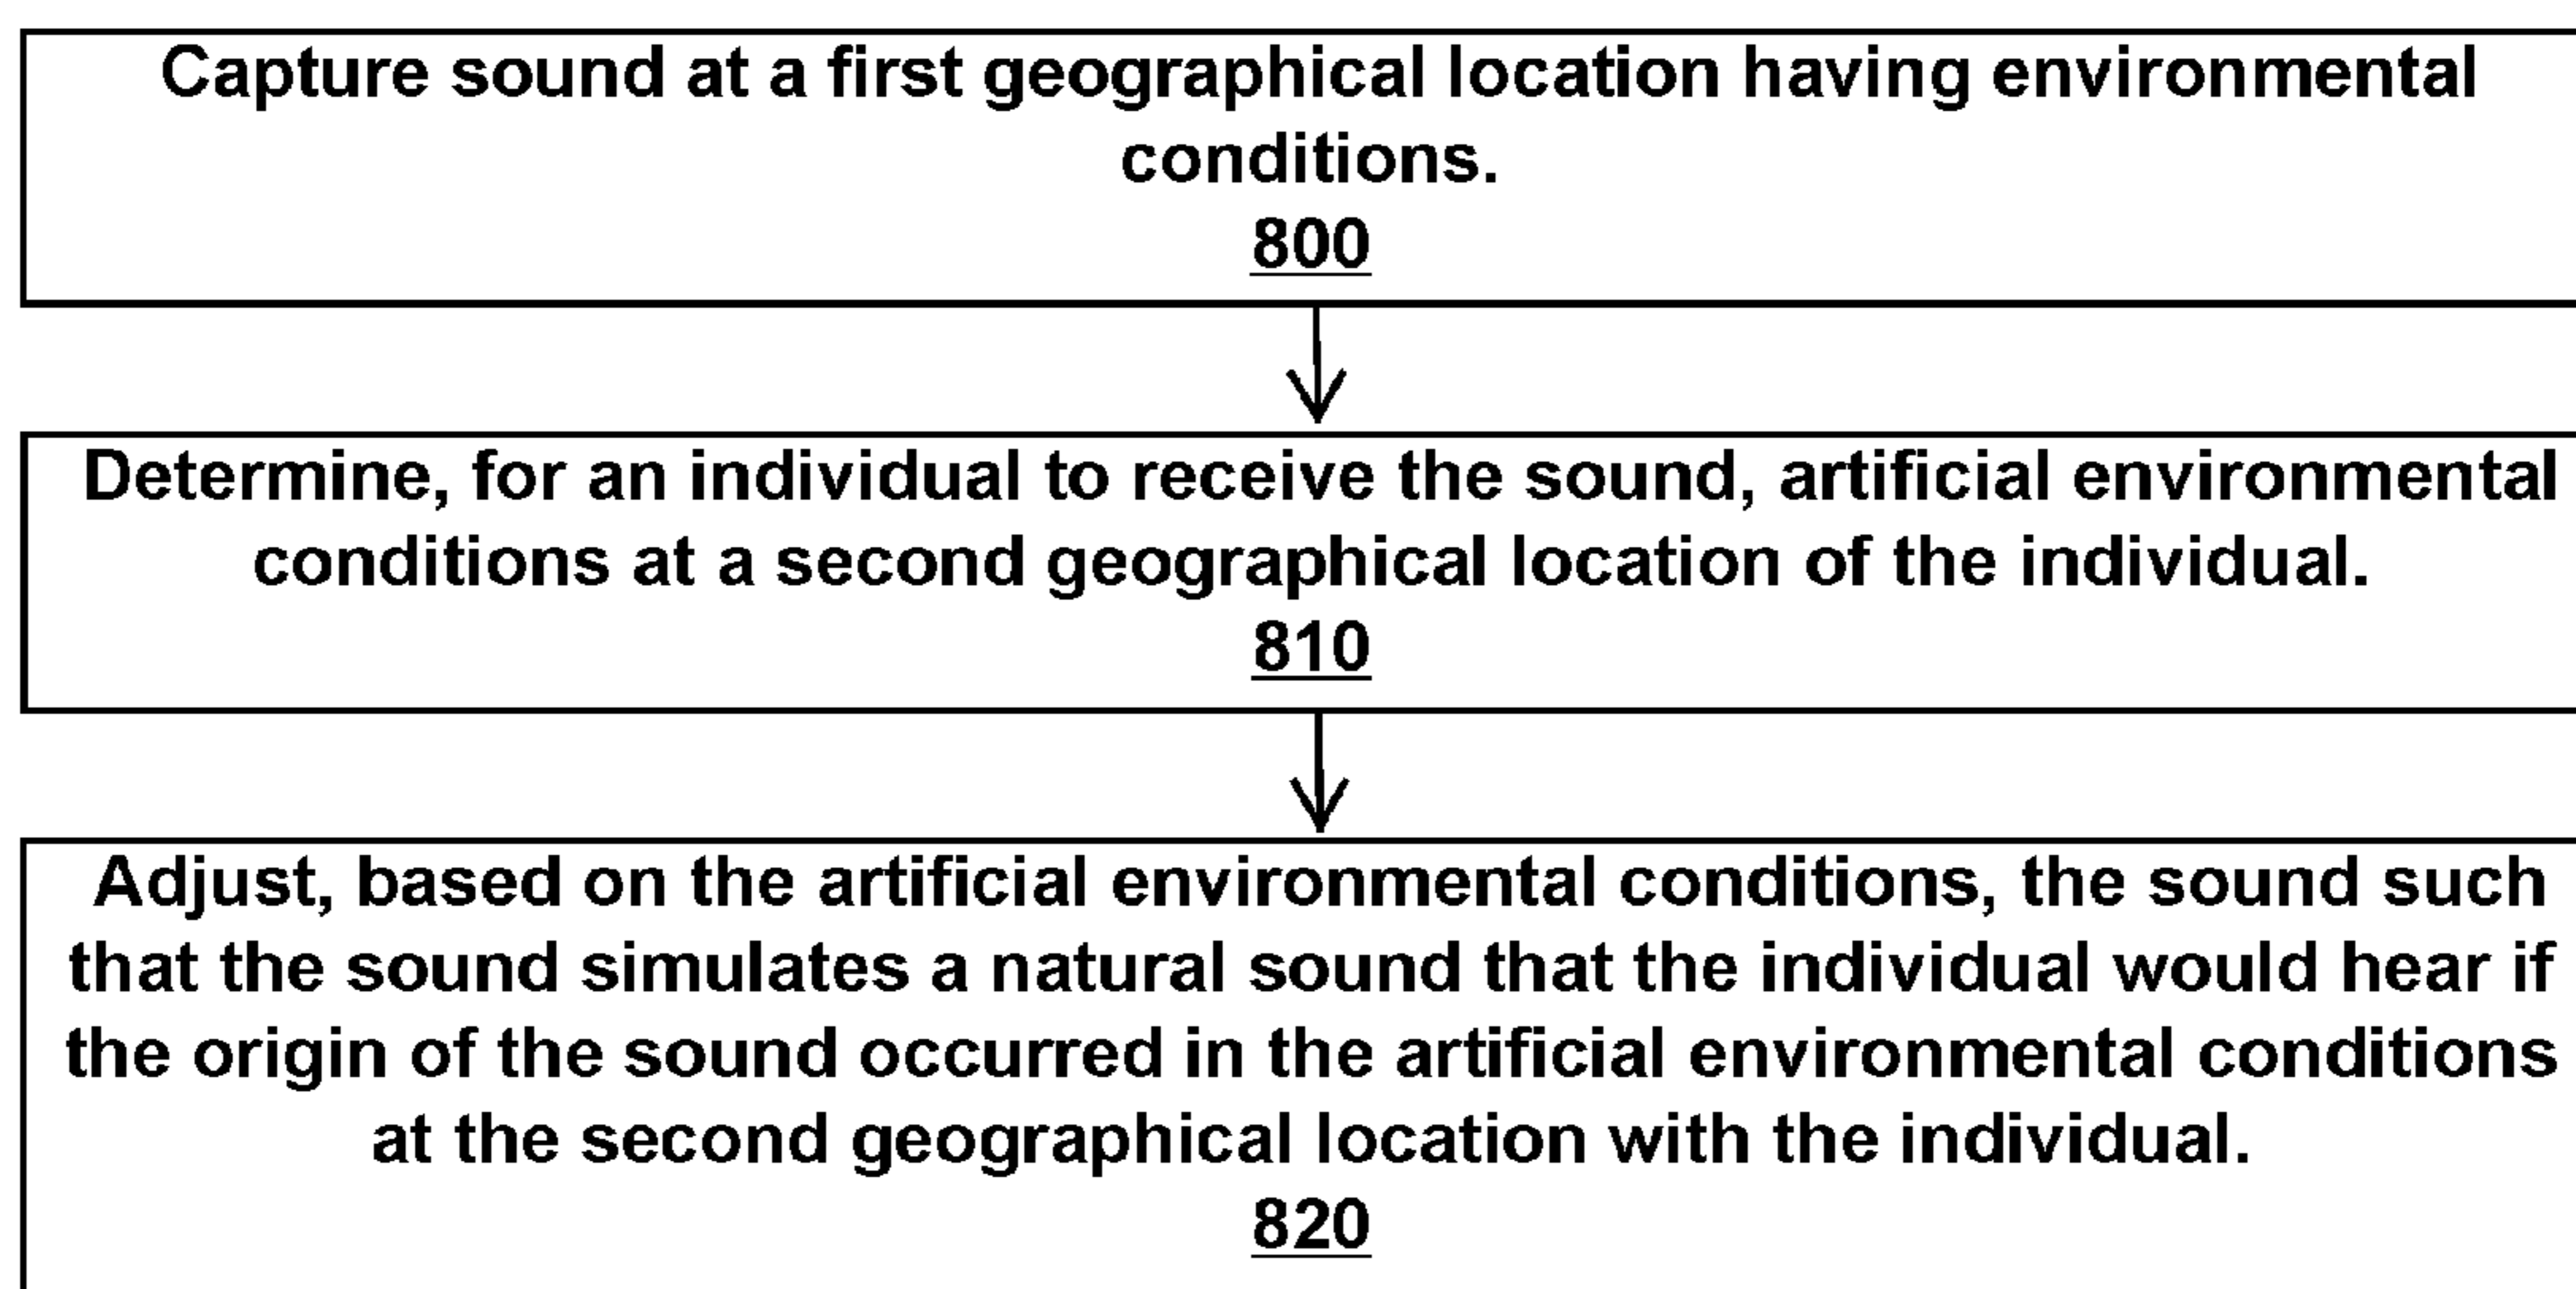 Capture sound at a first geographical location having environmental
conditions.
800
Determine, for an individual to receive the sound, artificial environmental
conditions at a second geographical location of the individual.
810
Adjust, based on the artificial environmental conditions, the sound such
that the sound simulates a natural sound that the individual would hear if
the origin of the sound occurred in the artificial environmental conditions
at the second geographical location with the individual.
820